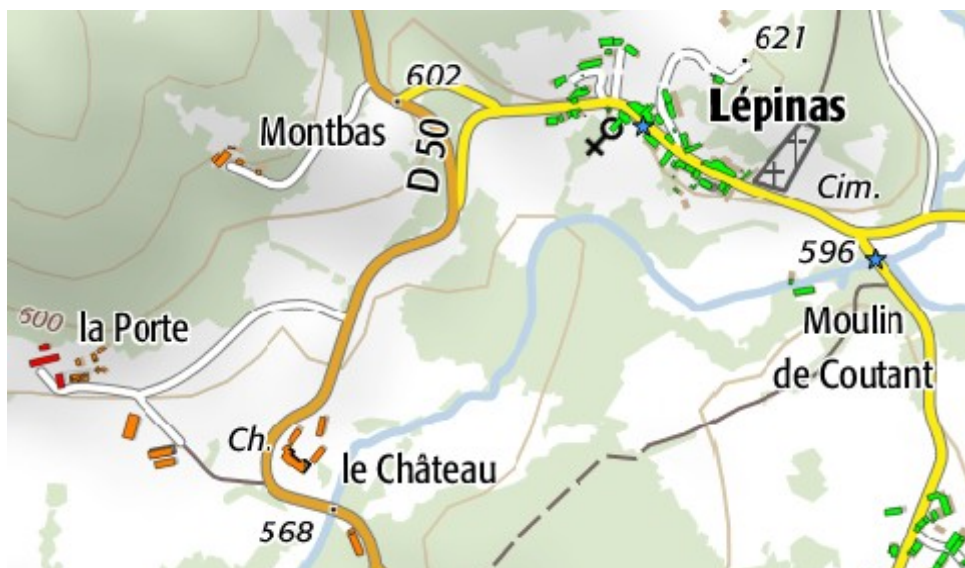 621
602
Lépinas
Montbas
D 50
Cim.
596
600
la Porte
Moulin
de Coutant
Ch.
le Château
568